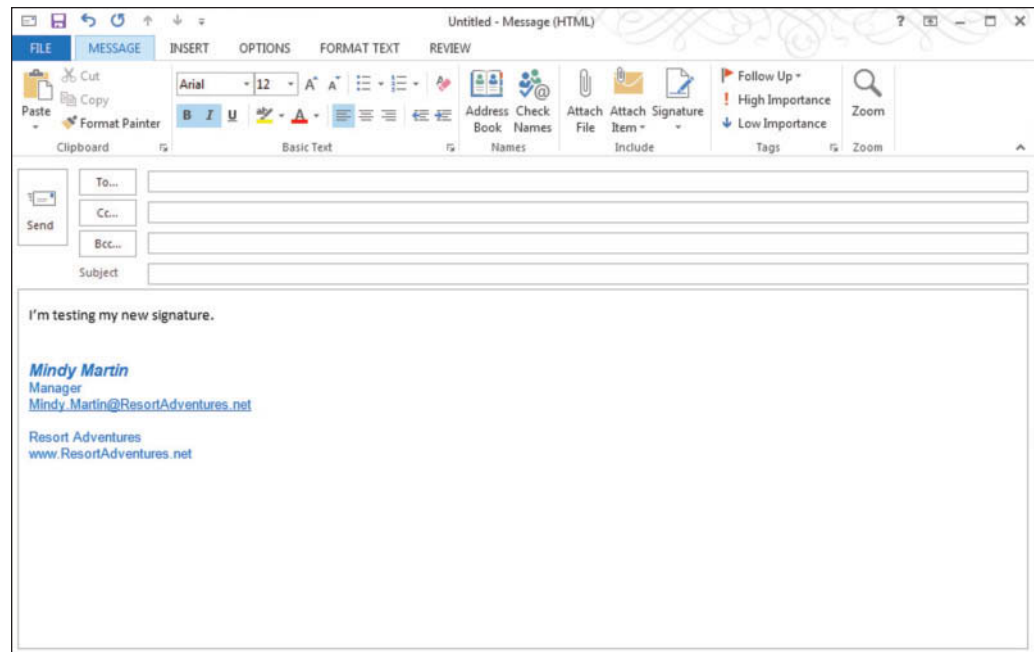 Untitled - Message (HTML)
?
FILE MESSAGE INSERT OPTIONS FORMAT TEXT REVIEW
Paste
Cut
Copy
Format Painter
Clipboard
Arial 12
B I U
Basic Text
Address Book
Check Names
Names
Attach File
Attach Item
Signature
Include
Follow Up
High Importance
Low Importance
Tags
Zoom
Zoom
Send
To...
Cc...
Bcc...
Subject
I'm testing my new signature.
Mindy Martin
Manager
Mindy.Martin@ResortAdventures.net
Resort Adventures
www.ResortAdventures.net